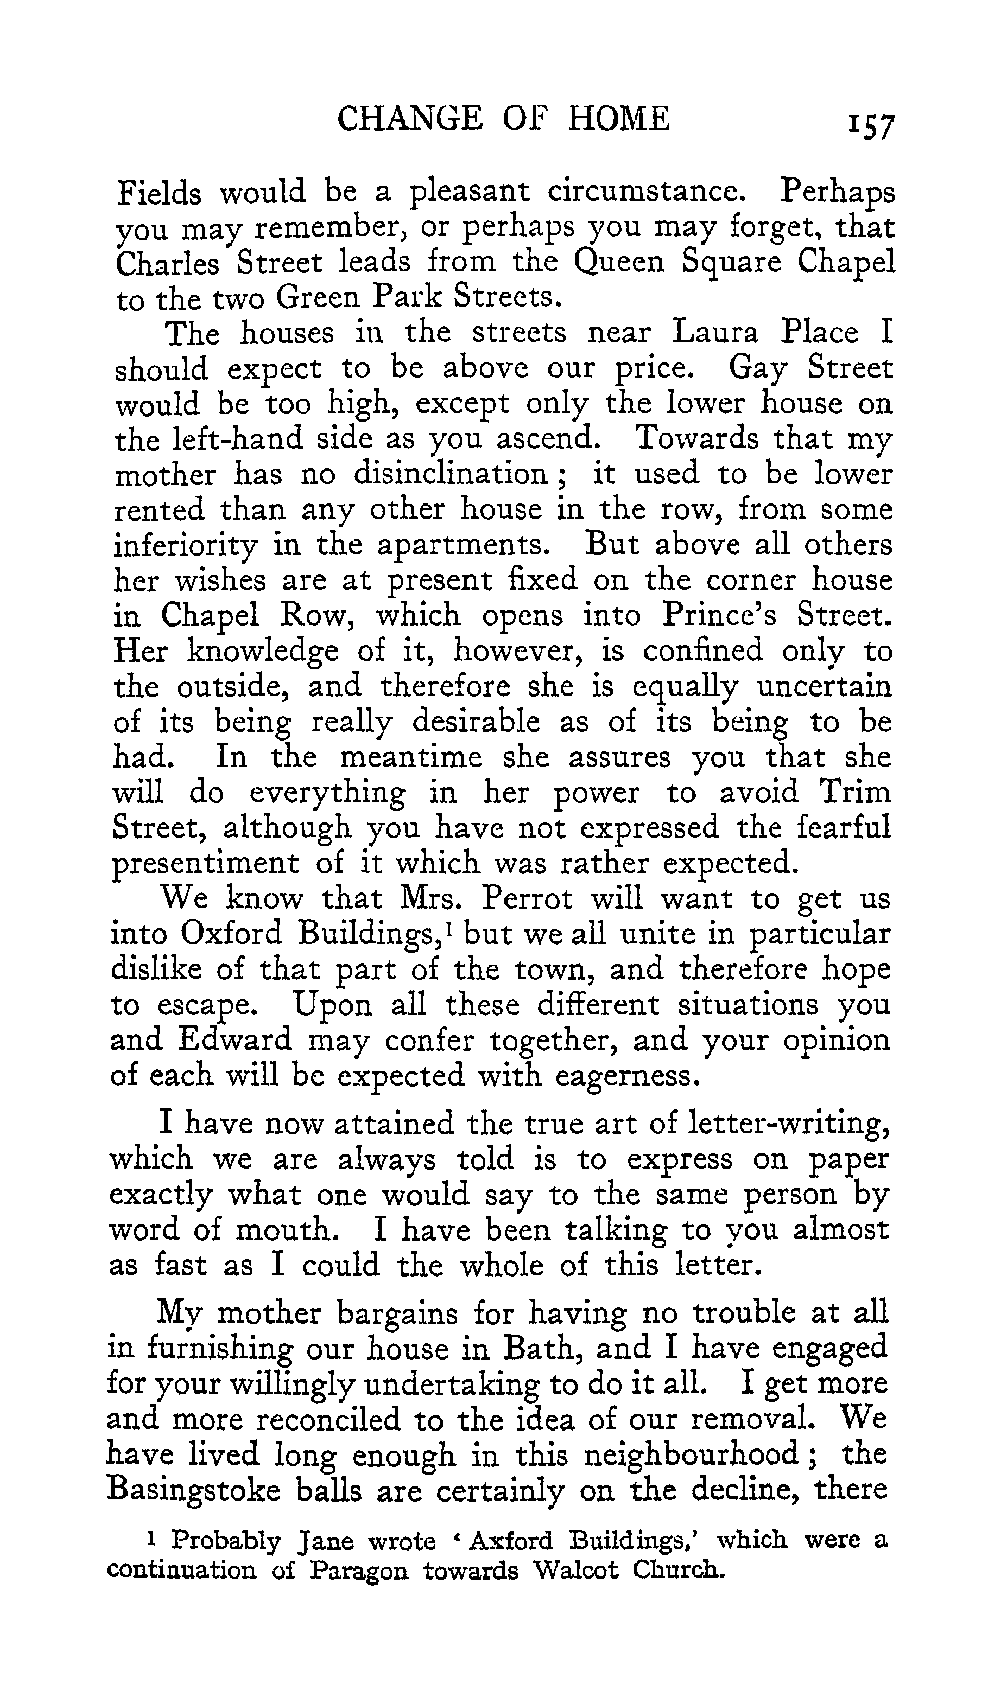 CHANGE OF HOME 157
Fields would be a pleasant circumstance. Perhaps
you may remember, or perhaps you may forget, that
Charles Street leads from the Queen Square Chapel
to the two Green Park Streets.
The houses in the streets near Laura Place I
should expect to be above our price. Gay Street
would be too high, except only the lower house on
the left-hand side as you ascend. Towards that my
mother has no disinclination ; it used to be lower
rented than any other house in the row, from some
inferiority in the apartments. But above all others
her wishes are at present fixed on the corner house
in Chapel Row, which opens into Prince's Street.
Her knowledge of it, however, is confined only to
the outside, and therefore she is equally uncertain
of its being really desirable as of its being to be
had. In the meantime she assures you that she
will do everything in her power to avoid Trim
Street, although you have not expressed the fearful
presentiment of it which was rather expected.
We know that Mrs. Perrot will want to get us
into Oxford Buildings,¹ but we all unite in particular
dislike of that part of the town, and therefore hope
to escape. Upon all these different situations you
and Edward may confer together, and your opinion
of each will be expected with eagerness.
I have now attained the true art of letter-writing,
which we are always told is to express on paper
exactly what one would say to the same person by
word of mouth. I have been talking to you almost
as fast as I could the whole of this letter.
My mother bargains for having no trouble at all
in furnishing our house in Bath, and I have engaged
for your willingly undertaking to do it all. I get more
and more reconciled to the idea of our removal. We
have lived long enough in this neighbourhood ; the
Basingstoke balls are certainly on the decline, there
1 Probably Jane wrote ‘Axford Buildings,’ which were a
continuation of Paragon towards Walcot Church.